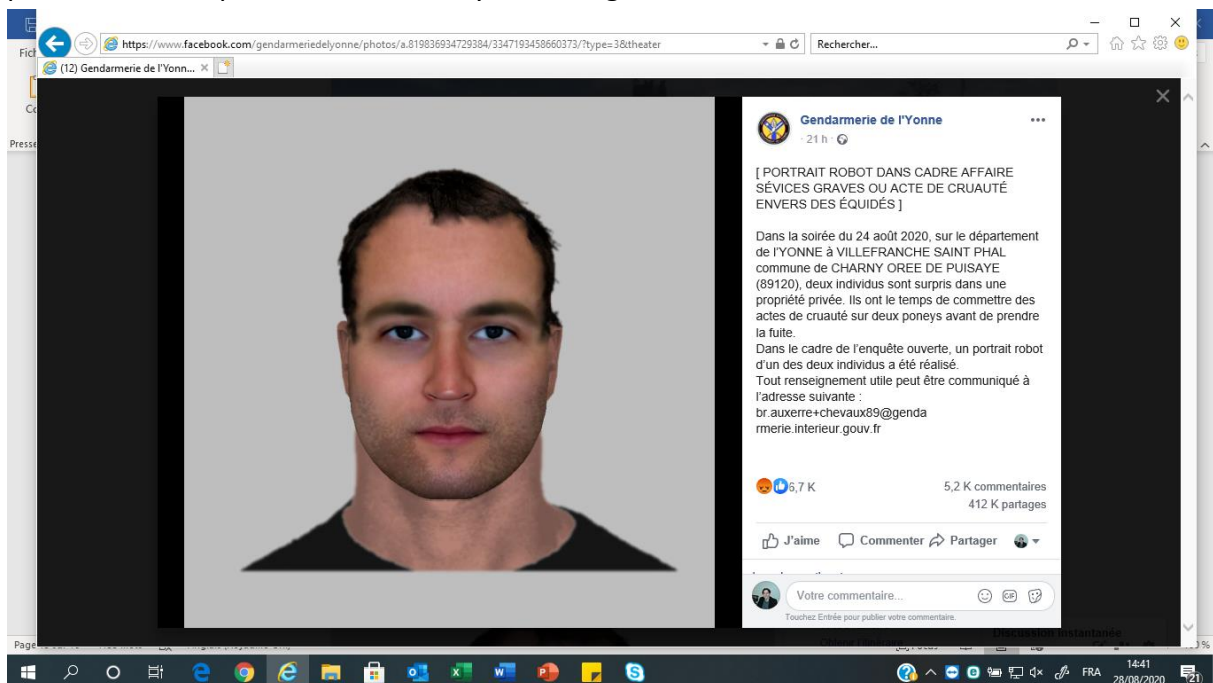 https://www.facebook.com/gendarmeriedelyonne/photos/a.819836934729384/3347193458660373/?type=3&theater
Rechercher...
Fich
(12) Gendarmerie de l'Yonn...
Co
Presse
Gendarmerie de l'Yonne
· 21 h ·
[ PORTRAIT ROBOT DANS CADRE AFFAIRE
SÉVICES GRAVES OU ACTE DE CRUAUTÉ
ENVERS DES ÉQUIDÉS ]
Dans la soirée du 24 août 2020, sur le département
de l'YONNE à VILLEFRANCHE SAINT PHAL
commune de CHARNY OREE DE PUISAYE
(89120), deux individus sont surpris dans une
propriété privée. Ils ont le temps de commettre des
actes de cruauté sur deux poneys avant de prendre
la fuite.
Dans le cadre de l'enquête ouverte, un portrait robot
d'un des deux individus a été réalisé.
Tout renseignement utile peut être communiqué à
l'adresse suivante :
br.auxerre+chevaux89@genda
rmerie.interieur.gouv.fr
6,7 K
5,2 K commentaires
412 K partages
J'aime Commenter Partager
Votre commentaire...
GIF
Touchez Entrée pour publier votre commentaire.
Discussion instantanée
Page
FRA
14:41
28/08/2020
21